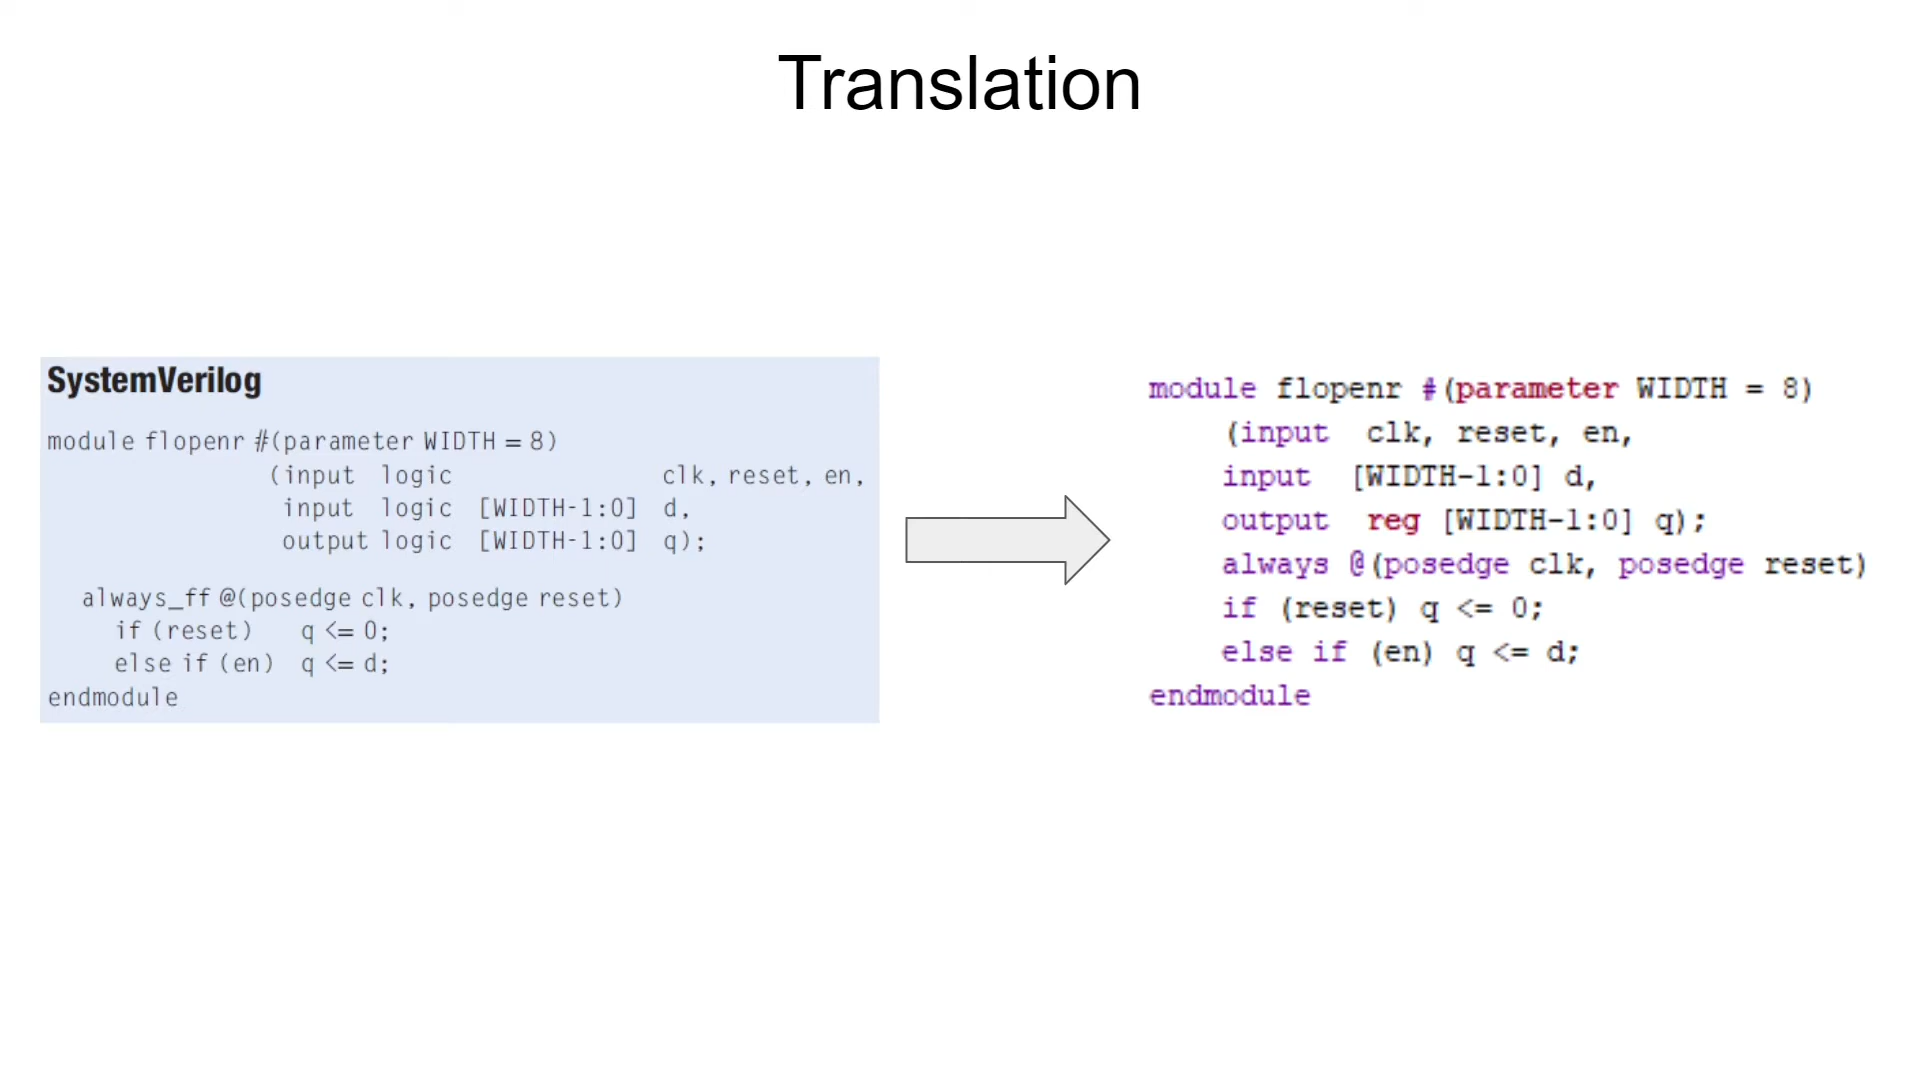 Translation
SystemVerilog
module flopenr #(parameter WIDTH = 8)
(input logic clk, reset, en,
input logic [WIDTH-1:0] d,
output logic [WIDTH-1:0] q);
always_ff @(posedge clk, posedge reset)
if (reset) q <= 0;
else if (en) q <= d;
endmodule
module flopenr #(parameter WIDTH = 8)
(input clk, reset, en,
input [WIDTH-1:0] d,
output reg [WIDTH-1:0] q);
always @(posedge clk, posedge reset)
if (reset) q <= 0;
else if (en) q <= d;
endmodule